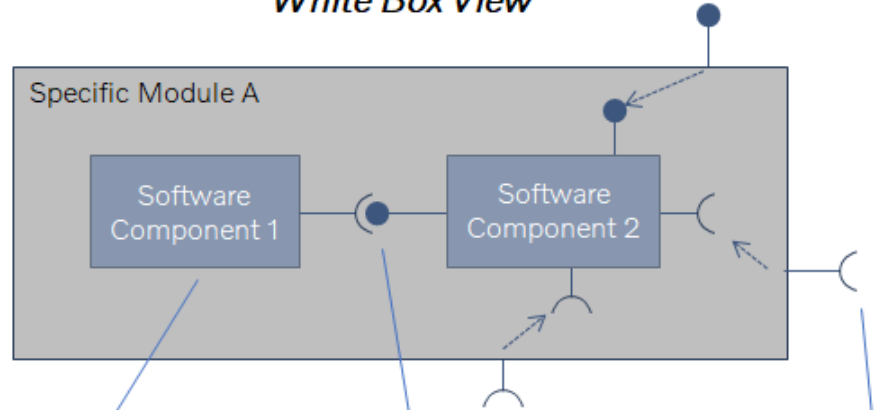 White Box View
Specific Module A
Software
Component 1
Software
Component 2